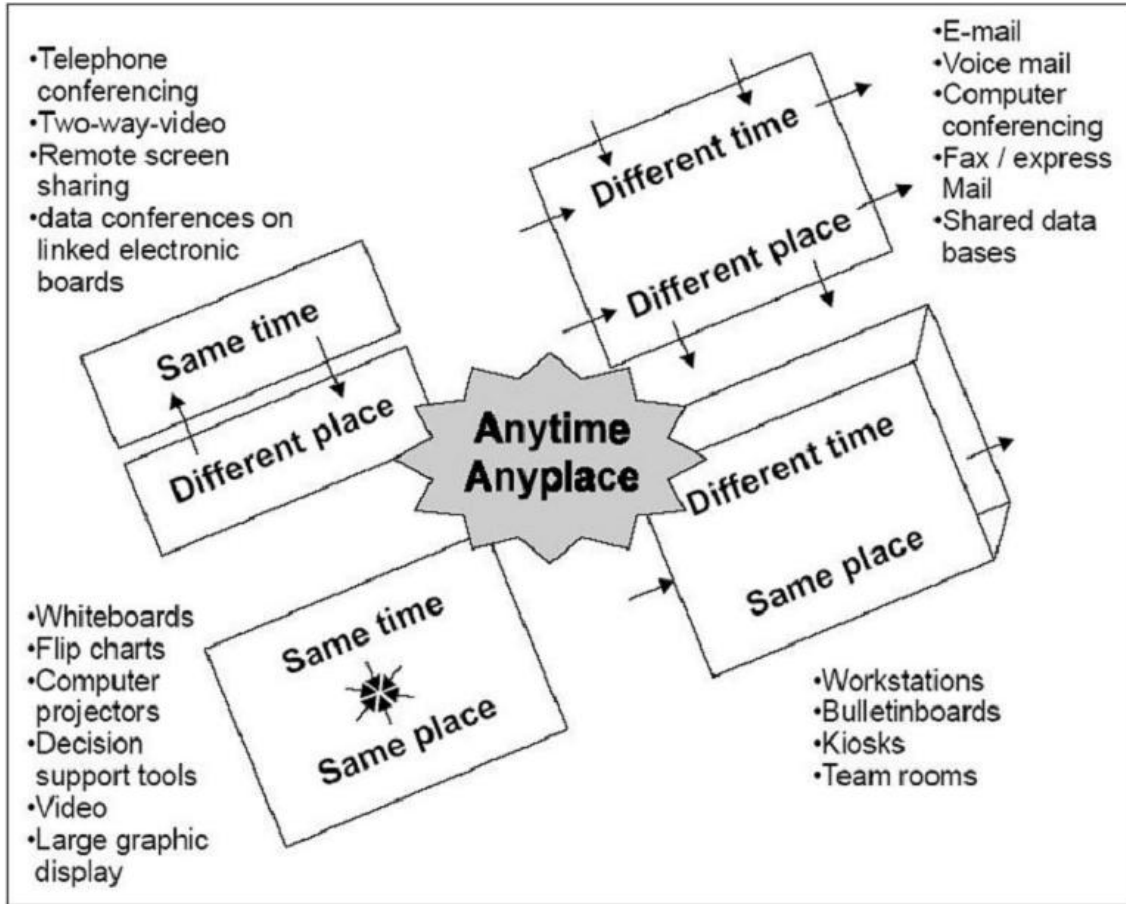 •Telephone
conferencing
•Two-way-video
•Remote screen
sharing
•data conferences on
linked electronic
boards
•E-mail
•Voice mail
•Computer
conferencing
•Fax / express
Mail
•Shared data
bases
Different time
Different place
Same time
Different place
Anytime
Anyplace
Different time
Same place
Same time
Same place
•Whiteboards
•Flip charts
•Computer
projectors
•Decision
support tools
•Video
•Large graphic
display
•Workstations
•Bulletinboards
•Kiosks
•Team rooms